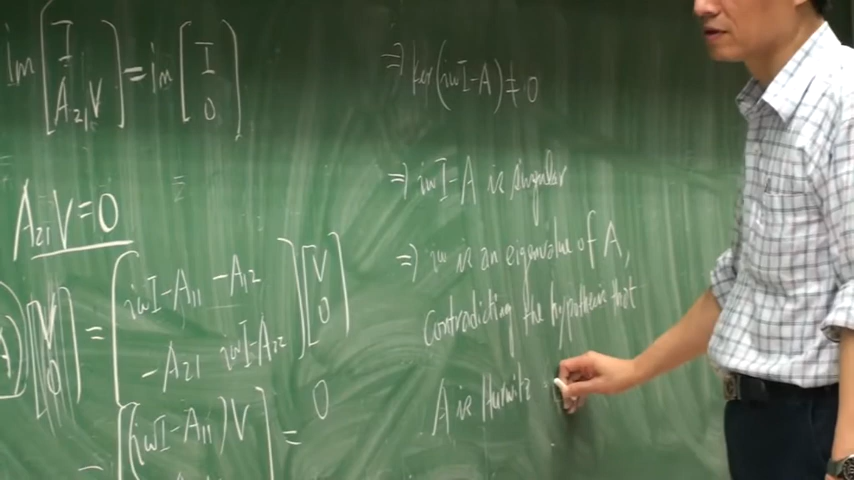 im [I; A₂₁V] = im [I; 0]
=
A₂₁V=0
A) [V; 0] = [iωI-A₁₁ -A₁₂; -A₂₁ iωI-A₂₂] [V; 0]
= [(iωI-A₁₁)V = 0
⇒ ker(iωI-A) ≠ 0
⇒ iωI-A is singular
⇒ iω is an eigenvalue of A,
contradicting the hypothesis that
A is Hurwitz